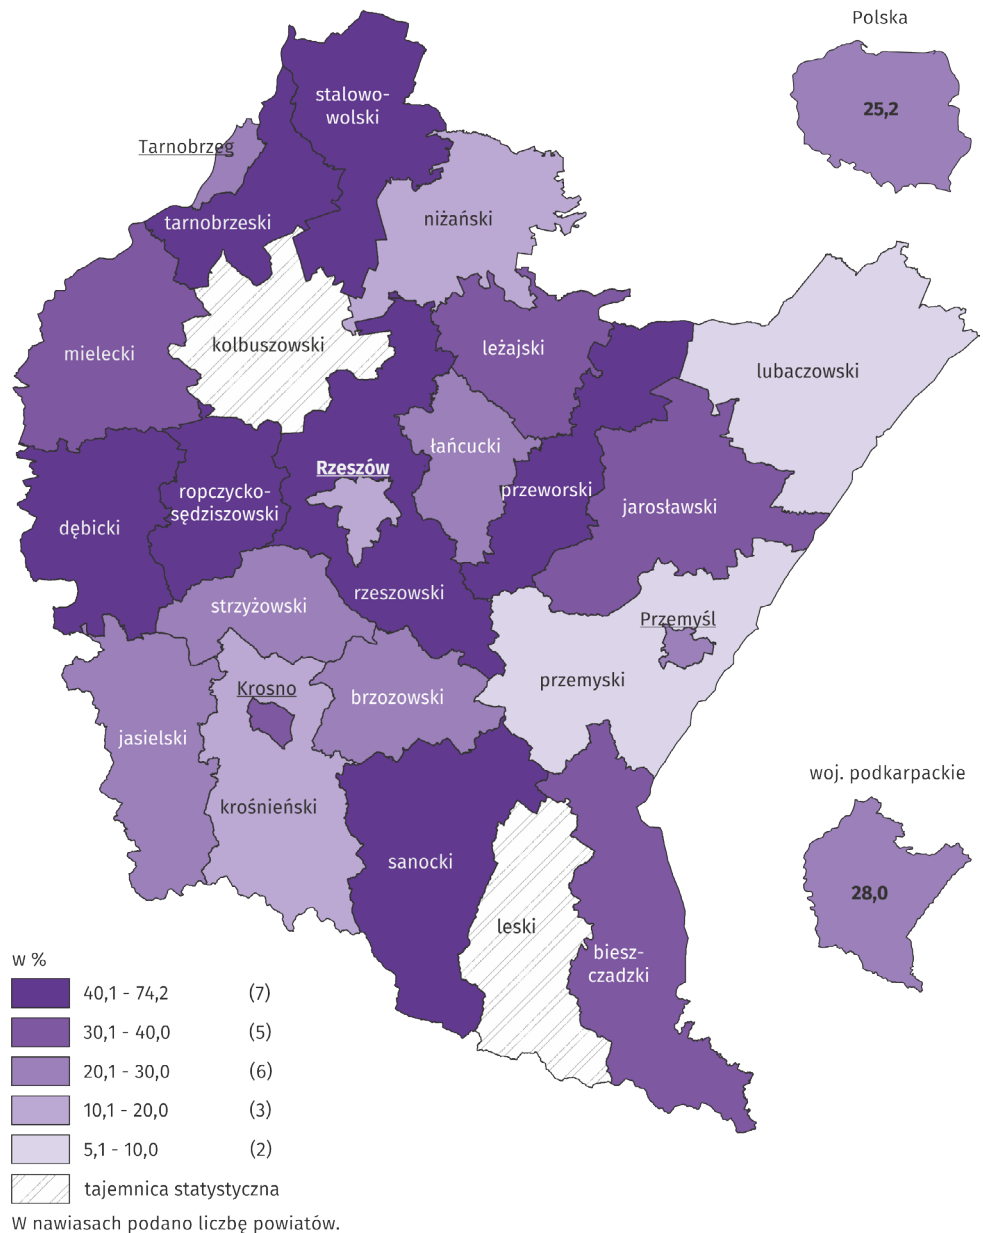 Polska
25,2
stalowo-
wolski
Tarnobrzeg
tarnobrzeski
niżański
mielecki
kolbuszowski
leżajski
lubaczowski
łańcucki
Rzeszów
ropczycko-
sędziszowski
przeworski
jarosławski
dębicki
rzeszowski
strzyżowski
Przemyśl
przemyski
Krosno
brzozowski
jasielski
krośnieński
woj. podkarpackie
28,0
sanocki
leski
biesz-
czadzki
w %
40,1 - 74,2 (7)
30,1 - 40,0 (5)
20,1 - 30,0 (6)
10,1 - 20,0 (3)
5,1 - 10,0 (2)
tajemnica statystyczna
W nawiasach podano liczbę powiatów.